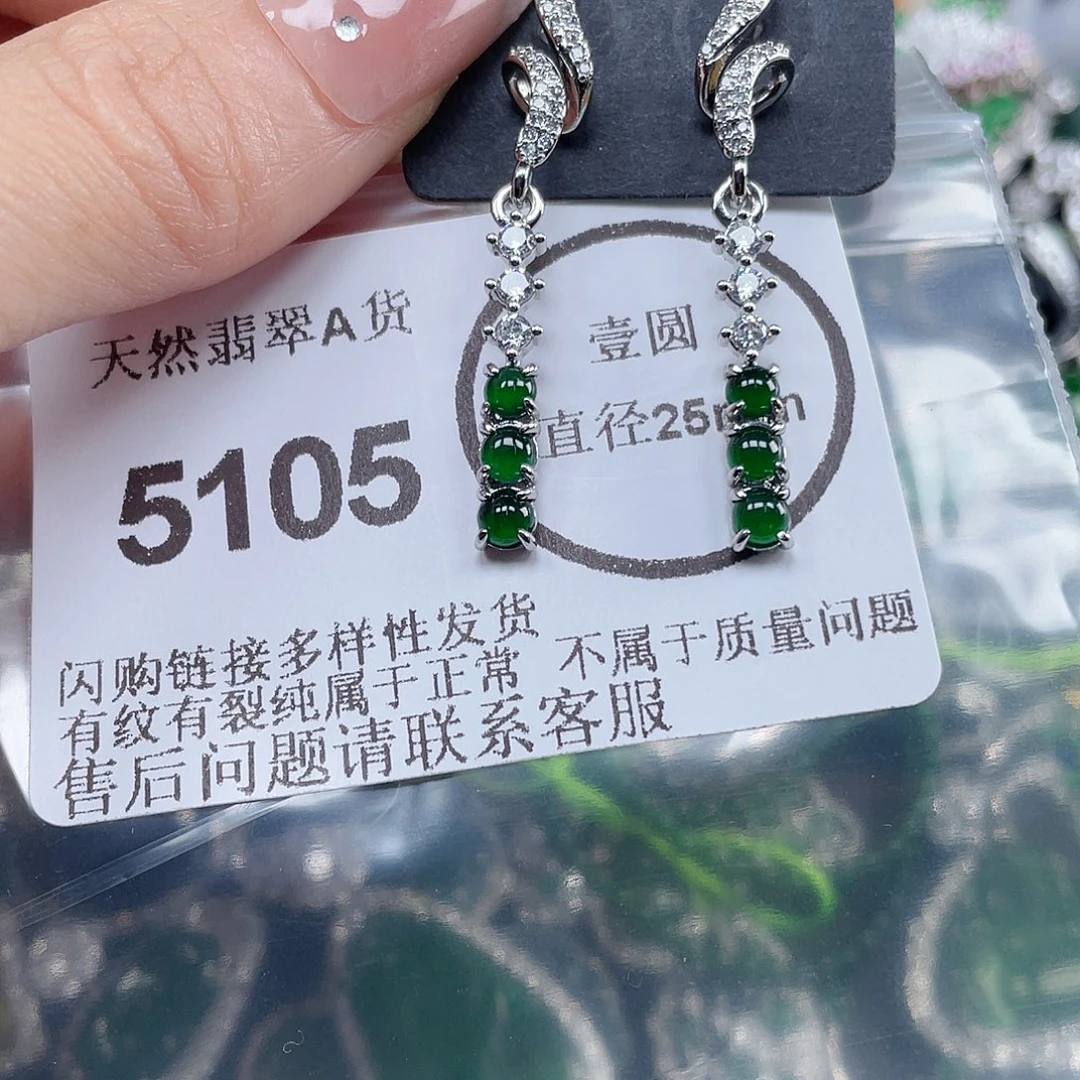 天然翡翠A货
5105
壹圆
直径25mm
闪购链接多样性发货
有纹有裂纯属于正常 不属于质量问题
售后问题请联系客服